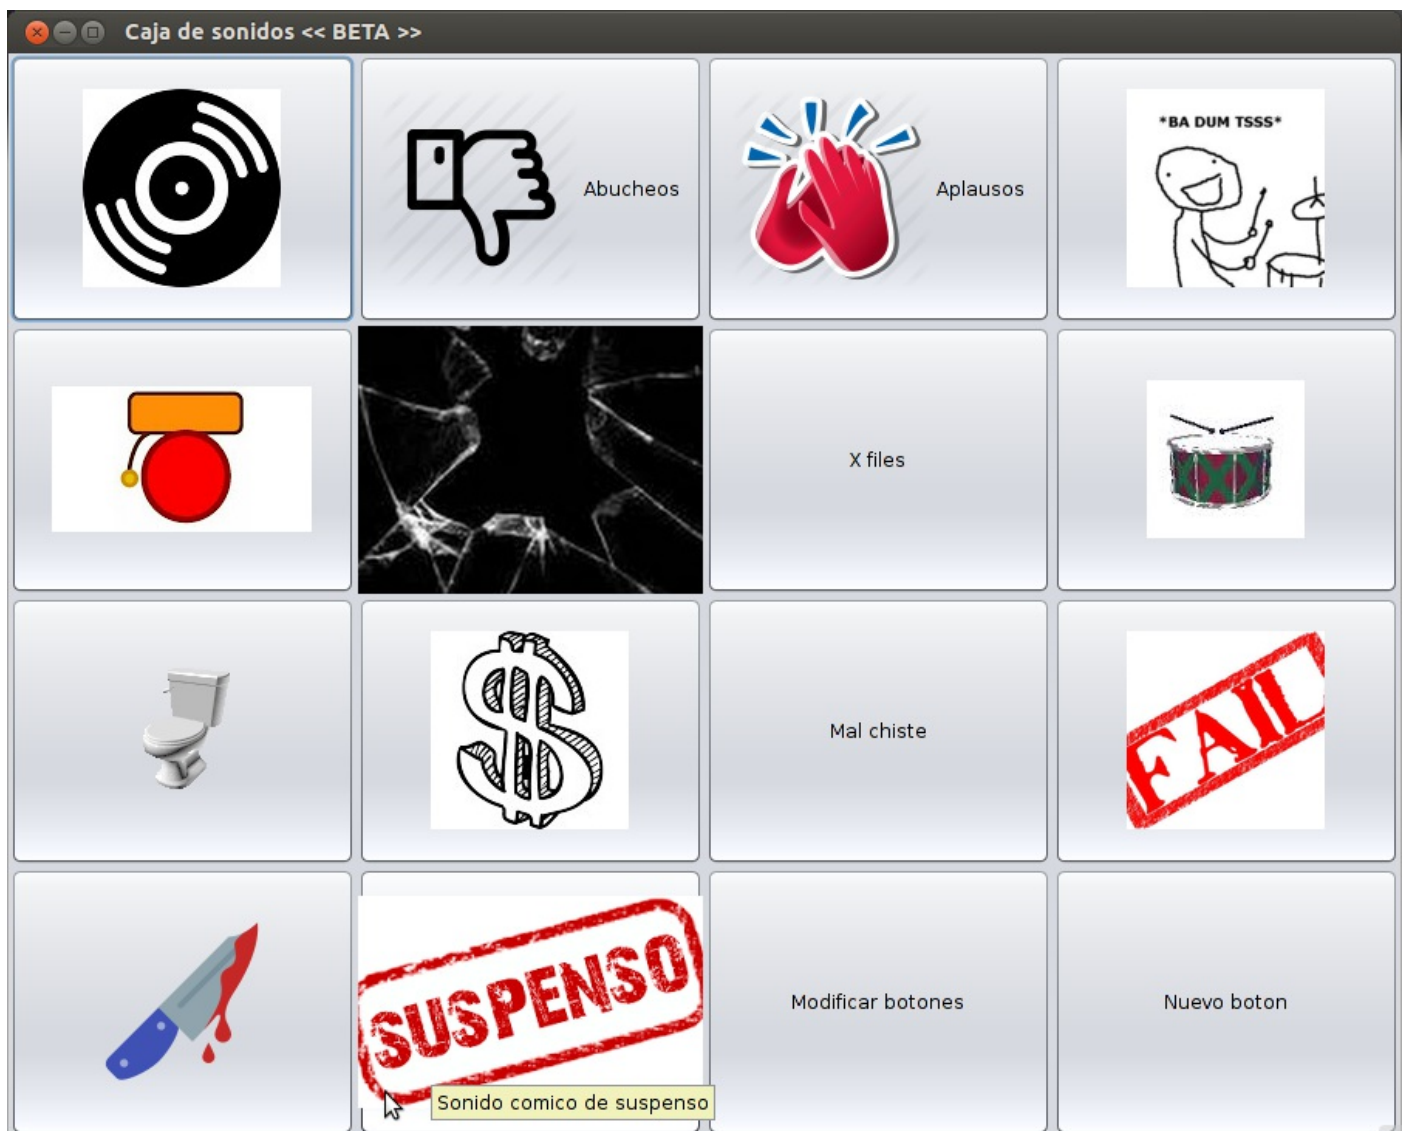 Caja de sonidos << BETA >>
Abucheos
Aplausos
*BA DUM TSSS*
X files
Mal chiste
FAIL
SUSPENSO
Modificar botones
Nuevo boton
Sonido comico de suspenso